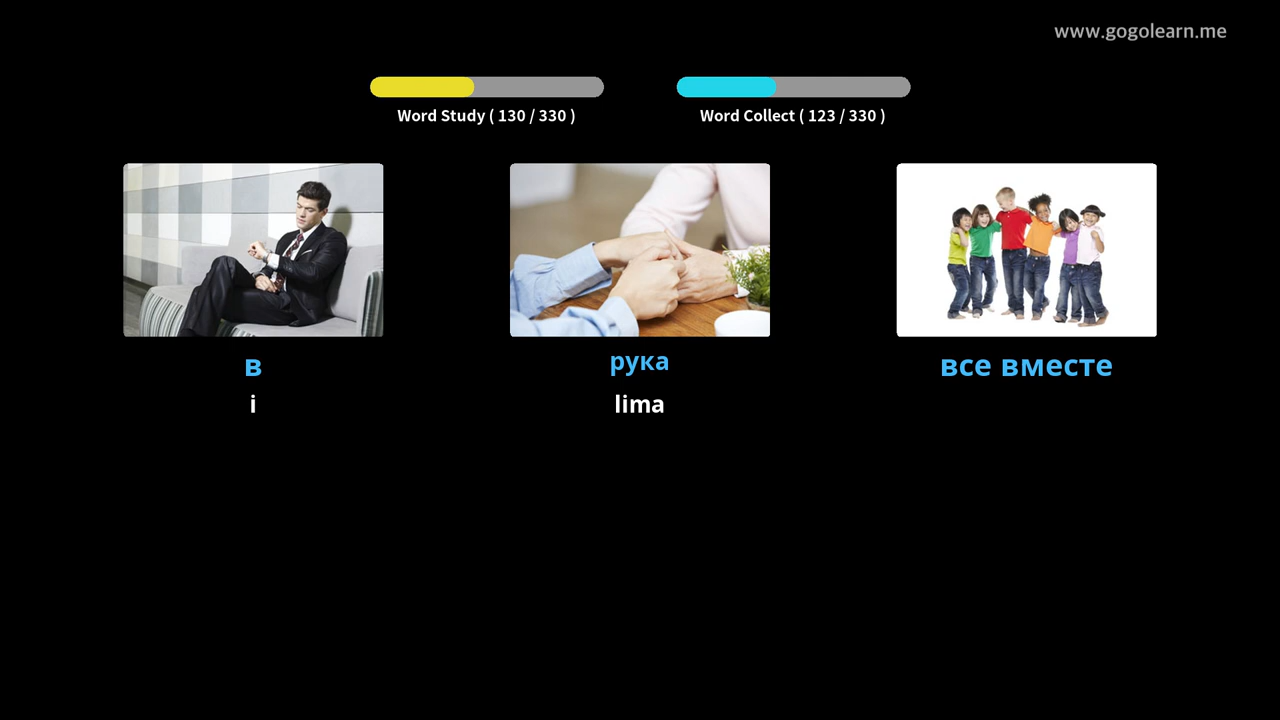 www.gogolearn.me
Word Study ( 130 / 330 )
Word Collect ( 123 / 330 )
в
i
рука
lima
все вместе